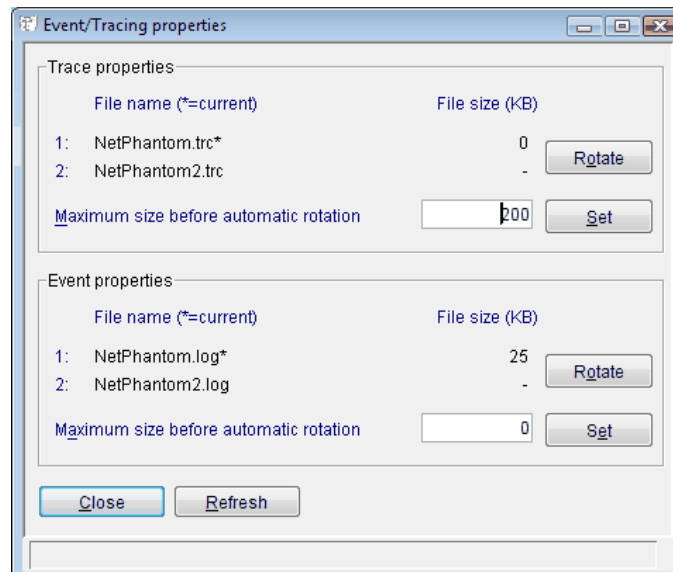 Event/Tracing properties
Trace properties
File name (*=current) File size (KB)
1: NetPhantom.trc* 0
Rotate
2: NetPhantom2.trc -
Maximum size before automatic rotation 200 Set
Event properties
File name (*=current) File size (KB)
1: NetPhantom.log* 25
Rotate
2: NetPhantom2.log -
Maximum size before automatic rotation 0 Set
Close Refresh